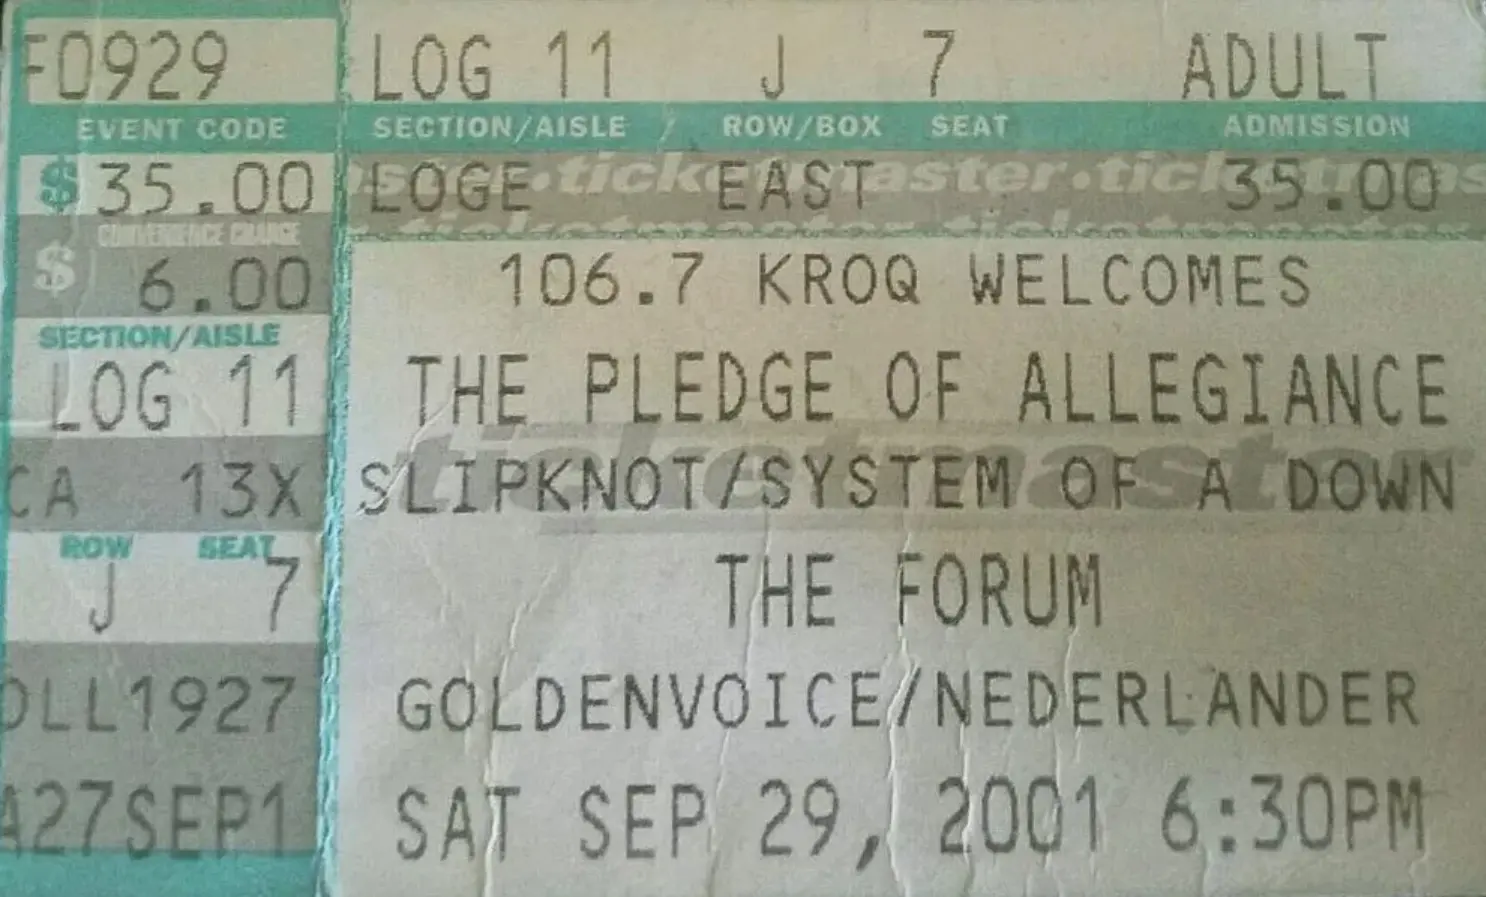 F0929 LOG 11 J 7 ADULT
EVENT CODE SECTION/AISLE ROW/BOX SEAT ADMISSION
$ 35.00 LOGE EAST 35.00
CONVENIENCE CHARGE
$ 6.00
SECTION/AISLE
LOG 11
CA 13X
ROW SEAT
J 7
OLL1927
A27SEP1
106.7 KROQ WELCOMES
THE PLEDGE OF ALLEGIANCE
SLIPKNOT/SYSTEM OF A DOWN
ticketmaster
THE FORUM
GOLDENVOICE/NEDERLANDER
SAT SEP 29, 2001 6:30PM